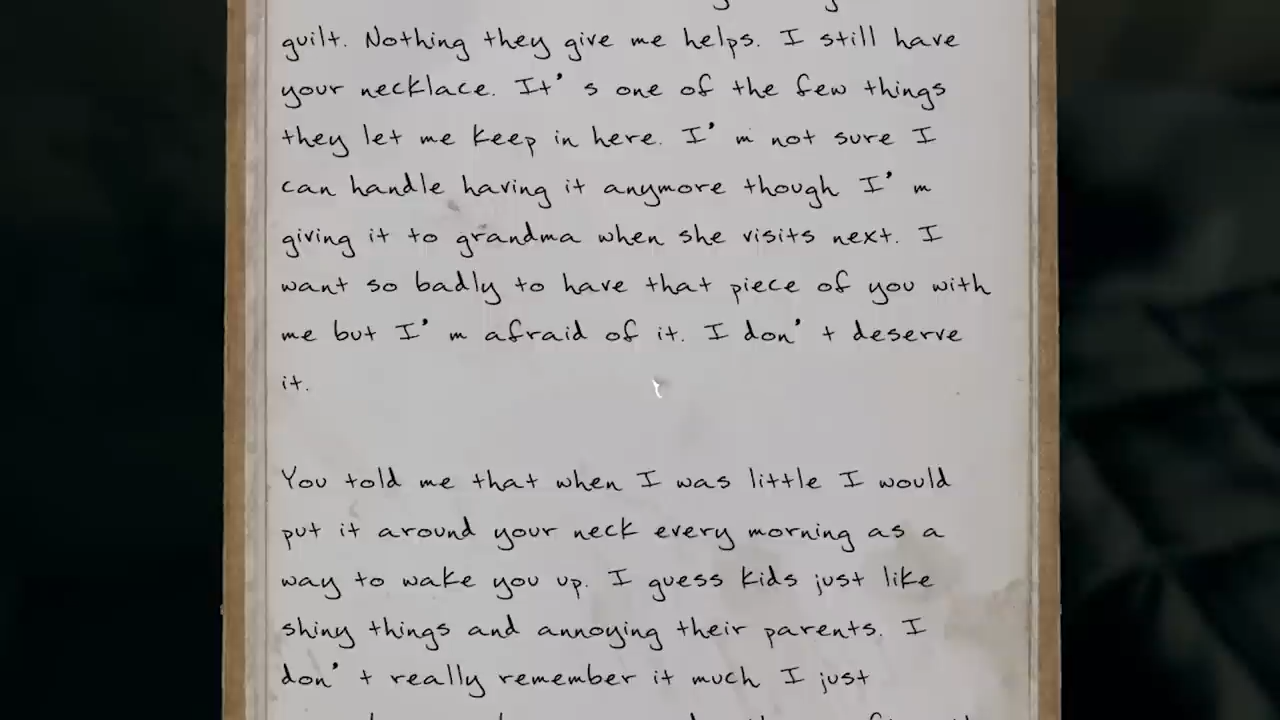 guilt. Nothing they give me helps. I still have
your necklace. It's one of the few things
they let me keep in here. I'm not sure I
can handle having it anymore though I'm
giving it to grandma when she visits next. I
want so badly to have that piece of you with
me but I'm afraid of it. I don't deserve
it.
You told me that when I was little I would
put it around your neck every morning as a
way to wake you up. I guess kids just like
shiny things and annoying their parents. I
don't really remember it much I just